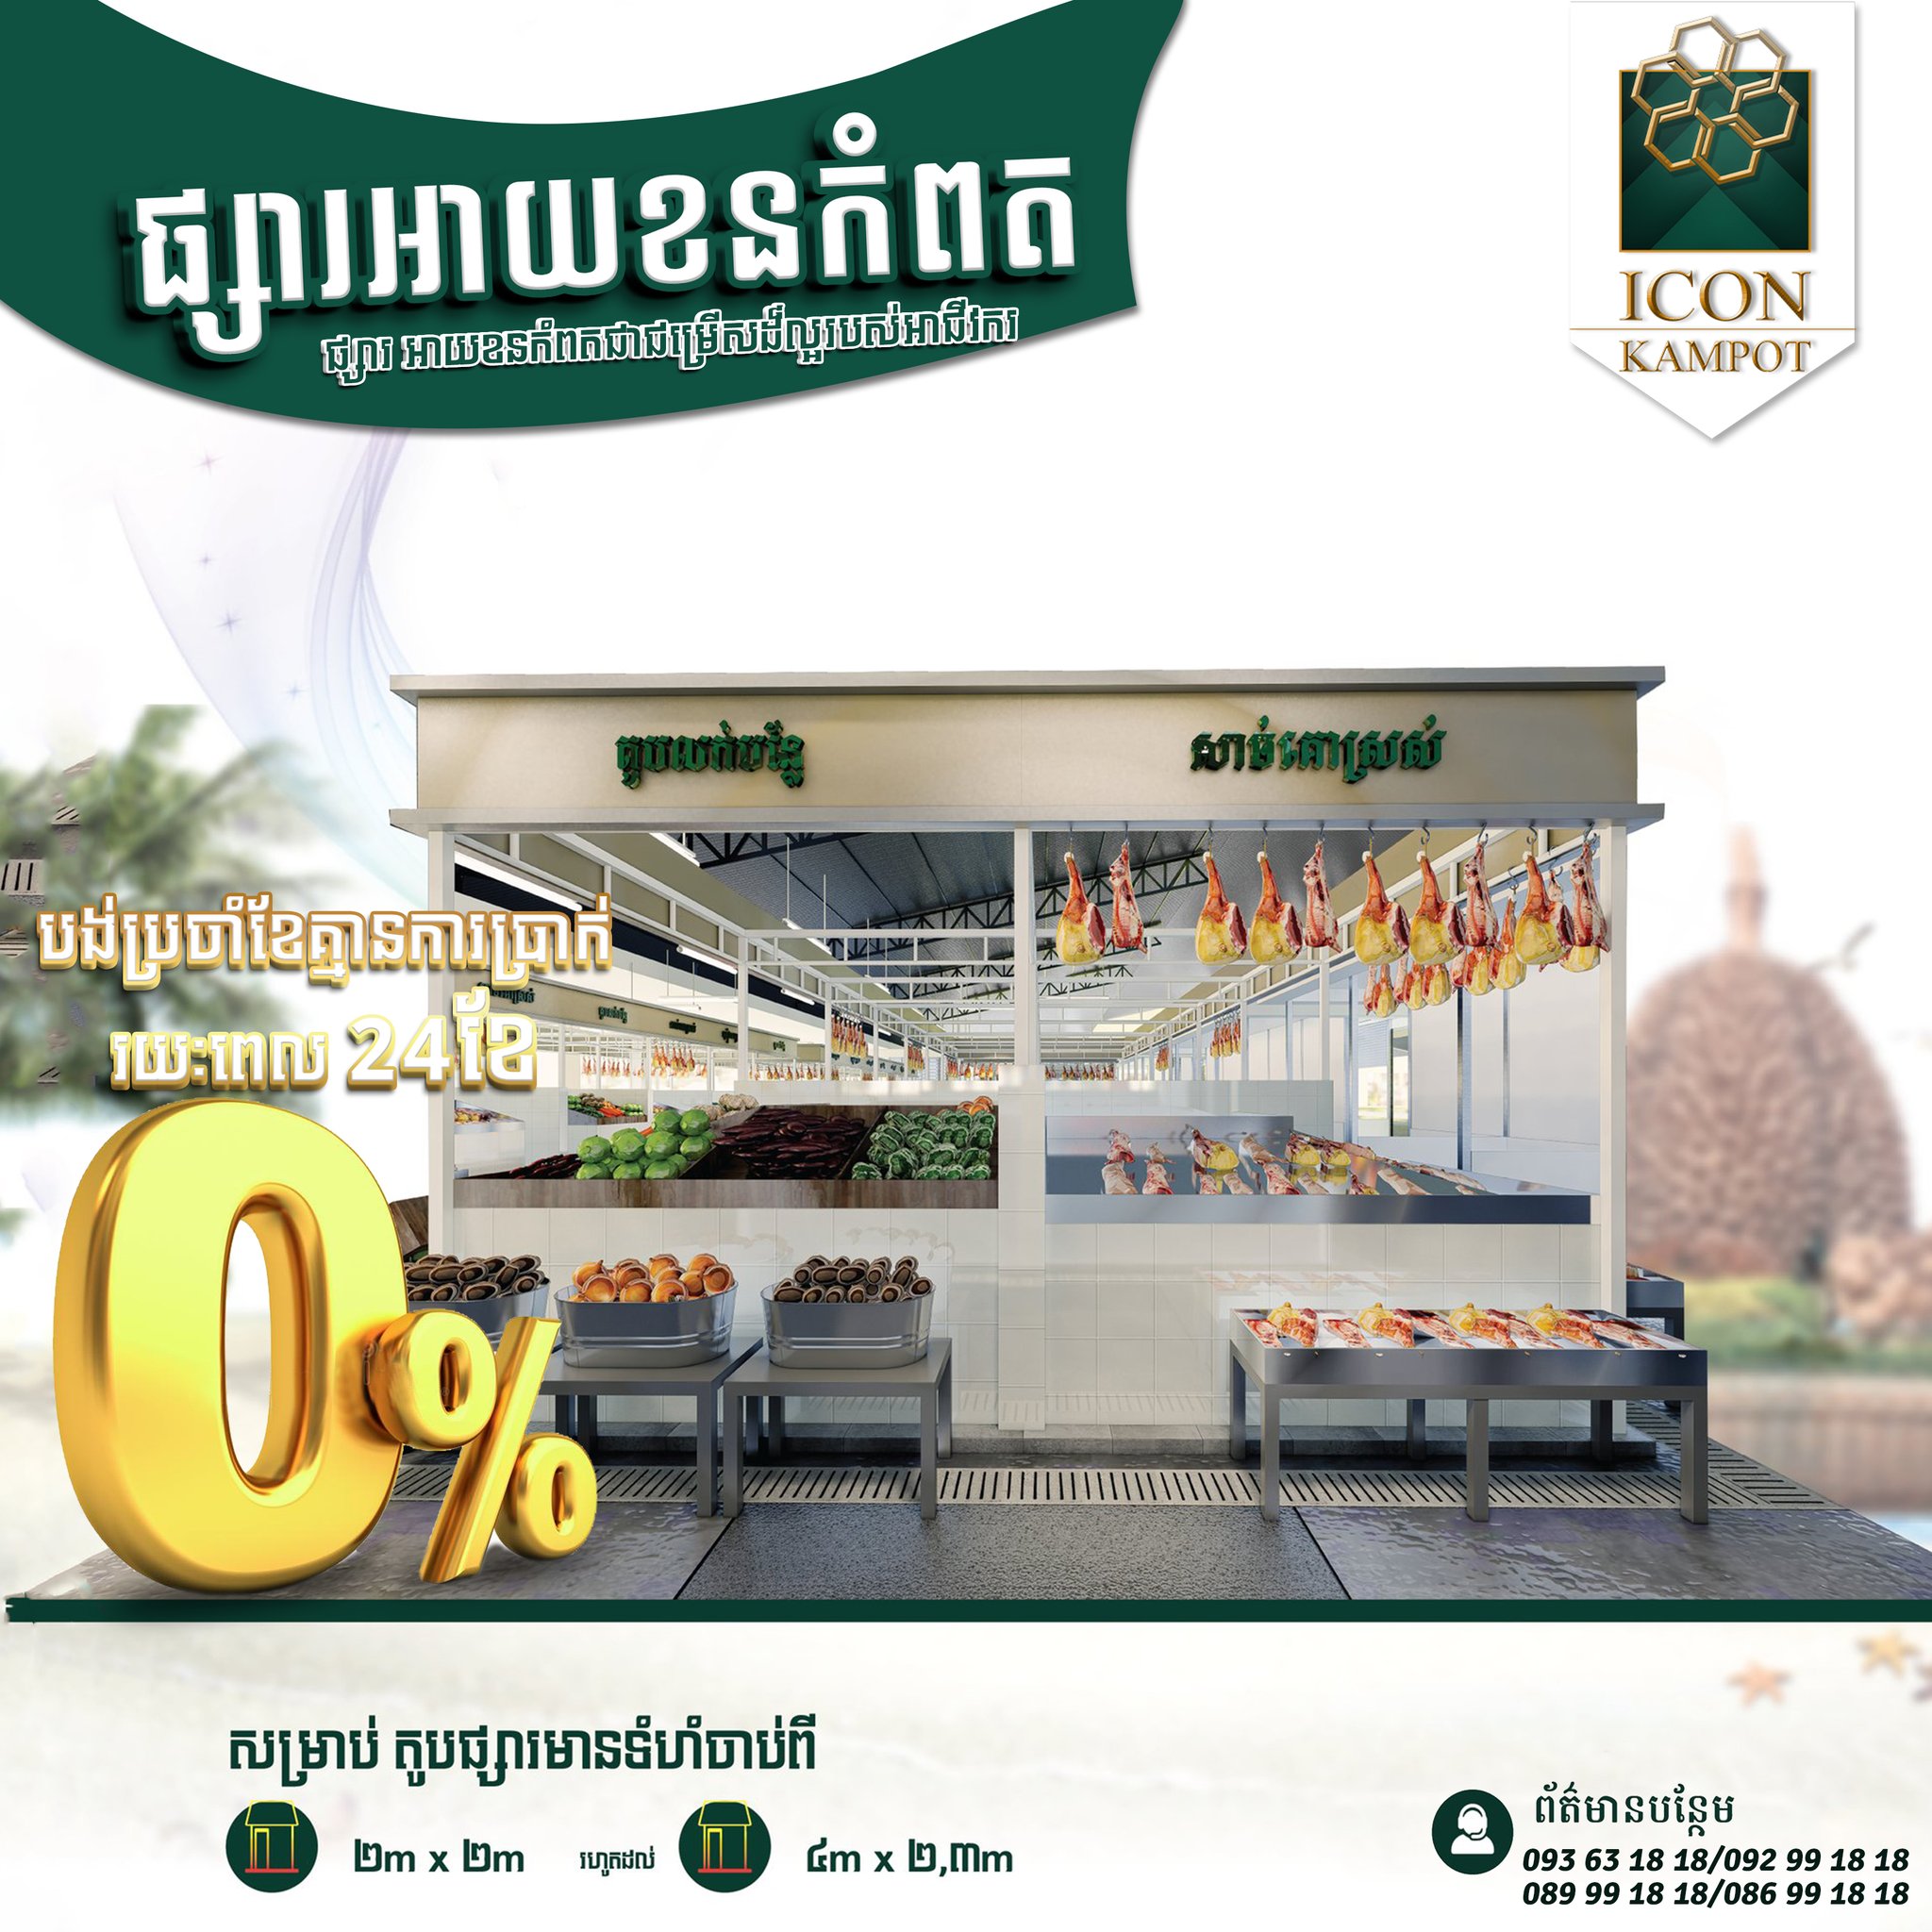 ផ្សារអាយខនកំពត
ផ្សារ អាយខនកំពតជាជម្រើសដ៏ល្អរបស់អាជីវករ
ICON
KAMPOT
តូបលក់បន្លែ
សាច់គោស្រស់
បង់ប្រចាំខែគ្មានការប្រាក់
រយៈពេល 24ខែ
0%
សម្រាប់ តូបផ្សារមានទំហំចាប់ពី
២m x ២m រហូតដល់ ៤m x ២,៣m
ព័ត៌មានបន្ថែម
093 63 18 18/092 99 18 18
089 99 18 18/086 99 18 18